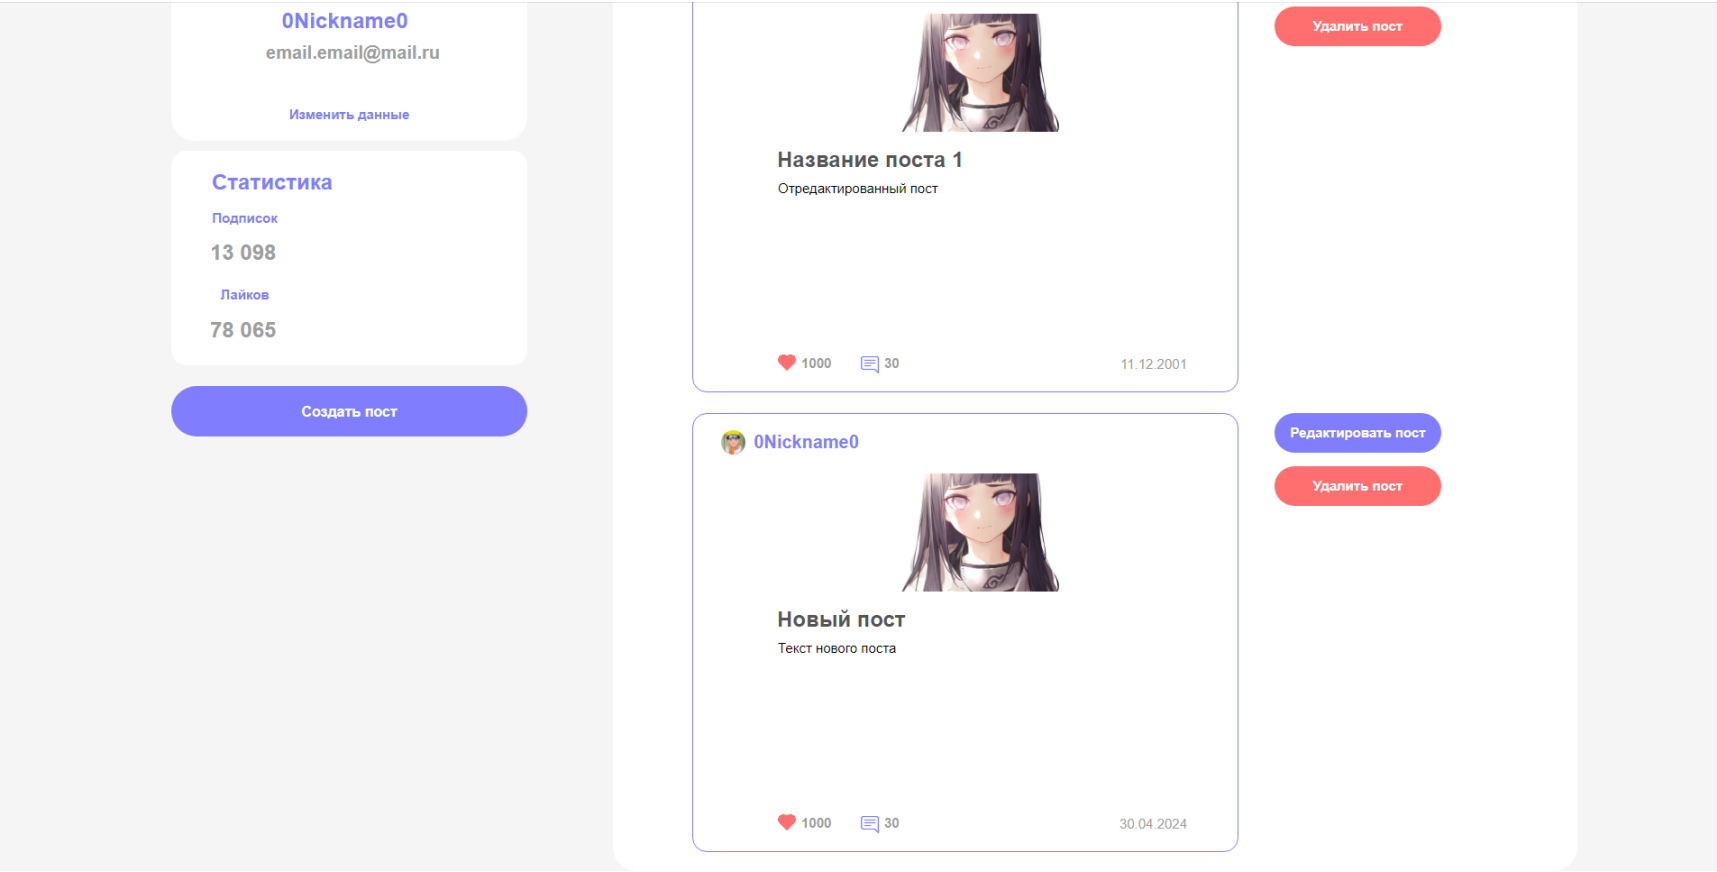 0Nickname0
email.email@mail.ru
Изменить данные
Статистика
Подписок
13 098
Лайков
78 065
Создать пост
Название поста 1
Отредактированный пост
1000
30
11.12.2001
Удалить пост
0Nickname0
Новый пост
Текст нового поста
1000
30
30.04.2024
Редактировать пост
Удалить пост